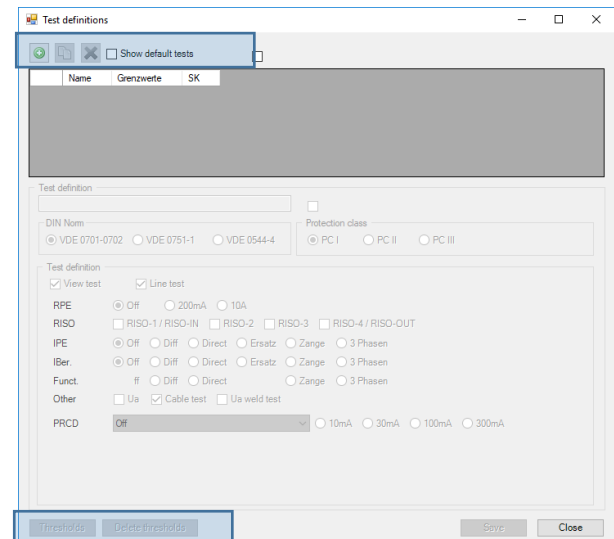 Test definitions
Show default tests
Name Grenzwerte SK
Test definition
DIN Norm
VDE 0701-0702 VDE 0751-1 VDE 0544-4
Protection class
PC I PC II PC III
Test definition
View test Line test
RPE Off 200mA 10A
RISO RISO-1 / RISO-IN RISO-2 RISO-3 RISO-4 / RISO-OUT
IPE Off Diff Direct Ersatz Zange 3 Phasen
IBer. Off Diff Direct Ersatz Zange 3 Phasen
Funct. ff Diff Direct Zange 3 Phasen
Other Ua Cable test Ua weld test
PRCD Off 10mA 30mA 100mA 300mA
Thresholds Delete thresholds Save Close